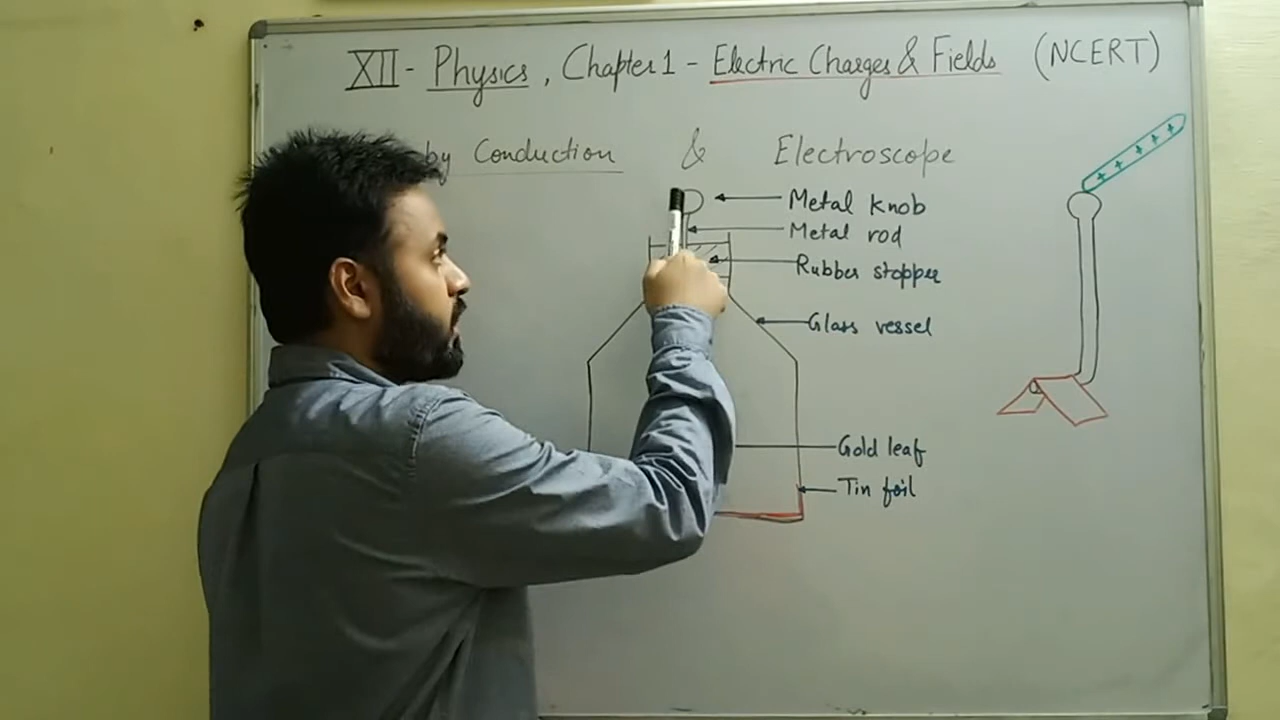 XII - Physics, Chapter 1 - Electric Charges & Fields (NCERT)
by Conduction & Electroscope
Metal knob
Metal rod
Rubber stopper
Glass vessel
Gold leaf
Tin foil
+ + + + +